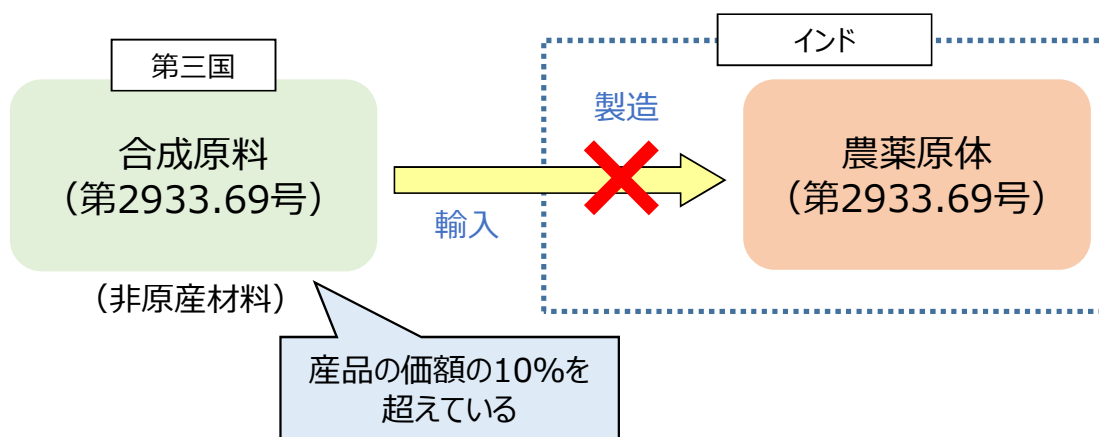 第三国
合成原料
（第2933.69号）
（非原産材料）
輸入
産品の価額の10%を
超えている
インド
製造
農薬原体
（第2933.69号）